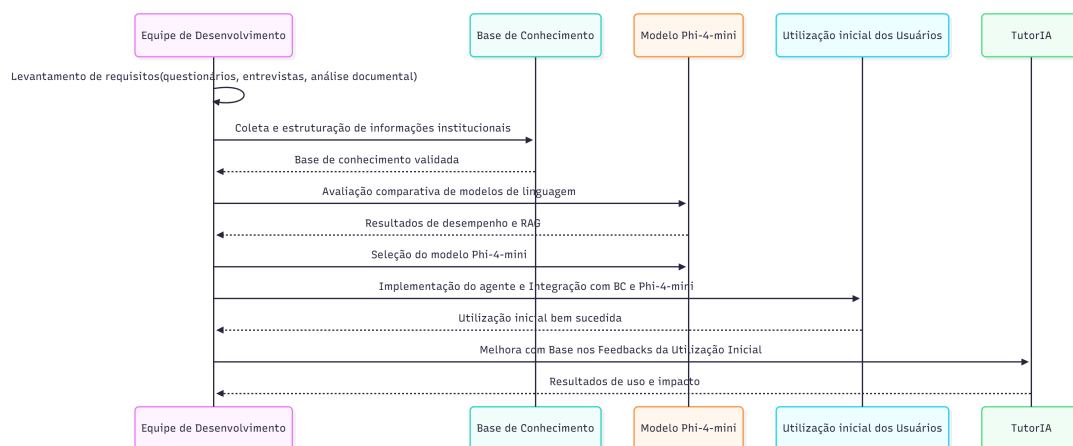 Equipe de Desenvolvimento
Base de Conhecimento
Modelo Phi-4-mini
Utilização inicial dos Usuários
TutorIA
Levantamento de requisitos(questionários, entrevistas, análise documental)
Coleta e estruturação de informações institucionais
Base de conhecimento validada
Avaliação comparativa de modelos de linguagem
Resultados de desempenho e RAG
Seleção do modelo Phi-4-mini
Implementação do agente e Integração com BC e Phi-4-mini
Utilização inicial bem sucedida
Melhora com Base nos Feedbacks da Utilização Inicial
Resultados de uso e impacto
Equipe de Desenvolvimento
Base de Conhecimento
Modelo Phi-4-mini
Utilização inicial dos Usuários
TutorIA